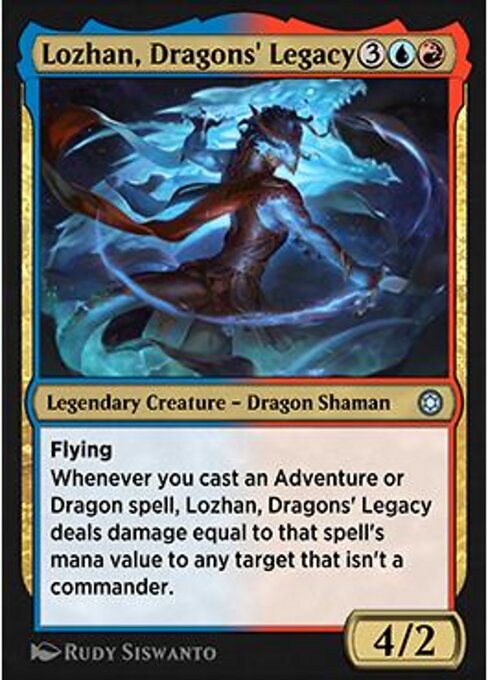 Lozhan, Dragons' Legacy 3
Legendary Creature – Dragon Shaman
Flying
Whenever you cast an Adventure or
Dragon spell, Lozhan, Dragons' Legacy
deals damage equal to that spell's
mana value to any target that isn't a
commander.
4/2
Rudy Siswanto